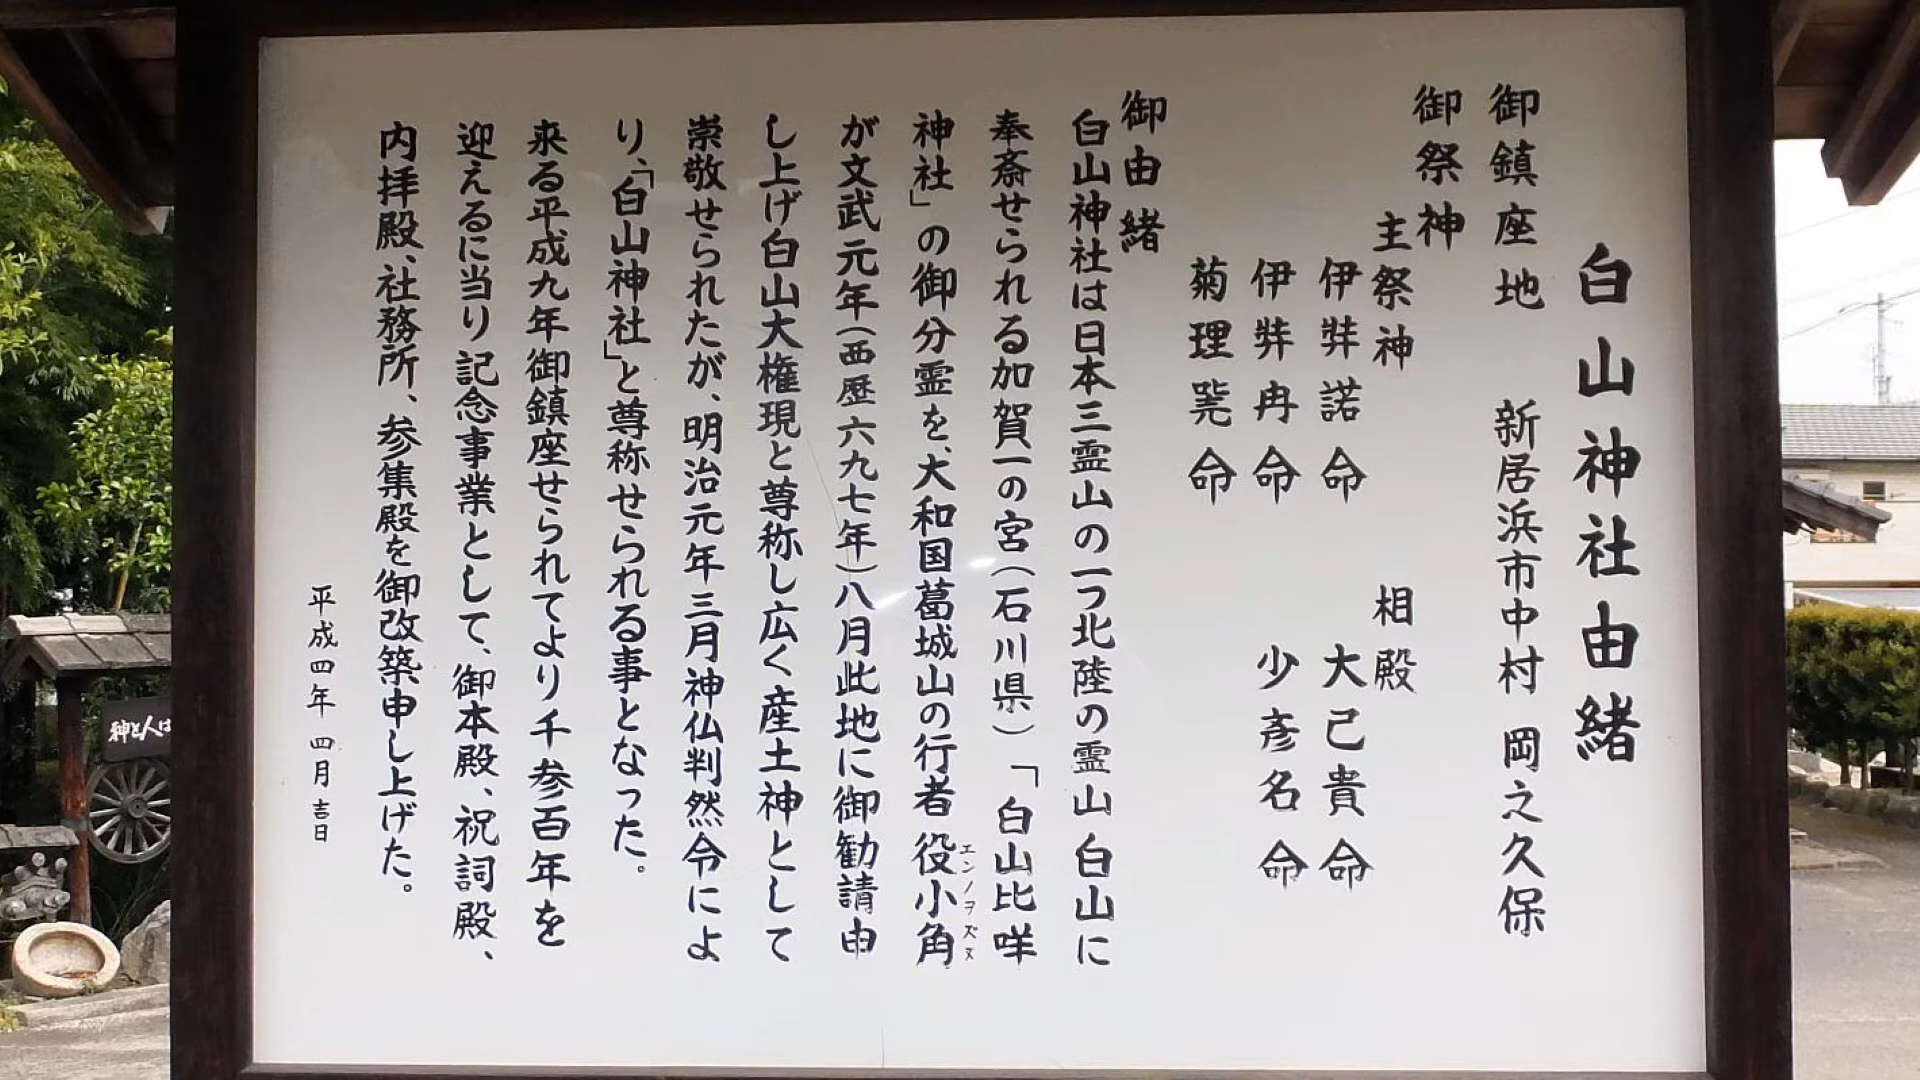 白山神社由緒
御鎮座地 新居浜市中村 岡之久保
御祭神
主祭神 相殿
伊弉諾命 大己貴命
伊弉冉命 少彦名命
菊理㐮命
御由緒
白山神社は日本三霊山の一つ北陸の霊山 白山に
奉斎せられる加賀一の宮(石川県)「白山比咩
神社」の御分霊を、大和国葛城山の行者 役小角
エンノヲズヌ
が文武元年(西歴六九七年)八月此地に御勧請申
し上げ白山大権現と尊称し広く産土神として
崇敬せられたが、明治元年三月神仏判然令によ
り、「白山神社」と尊称せられる事となった。
来る平成九年御鎮座せられてより千参百年を
迎えるに当り記念事業として、御本殿、祝詞殿、
内拝殿、社務所、参集殿を御改築申し上げた。
平成四年 四月 吉日
神と人は